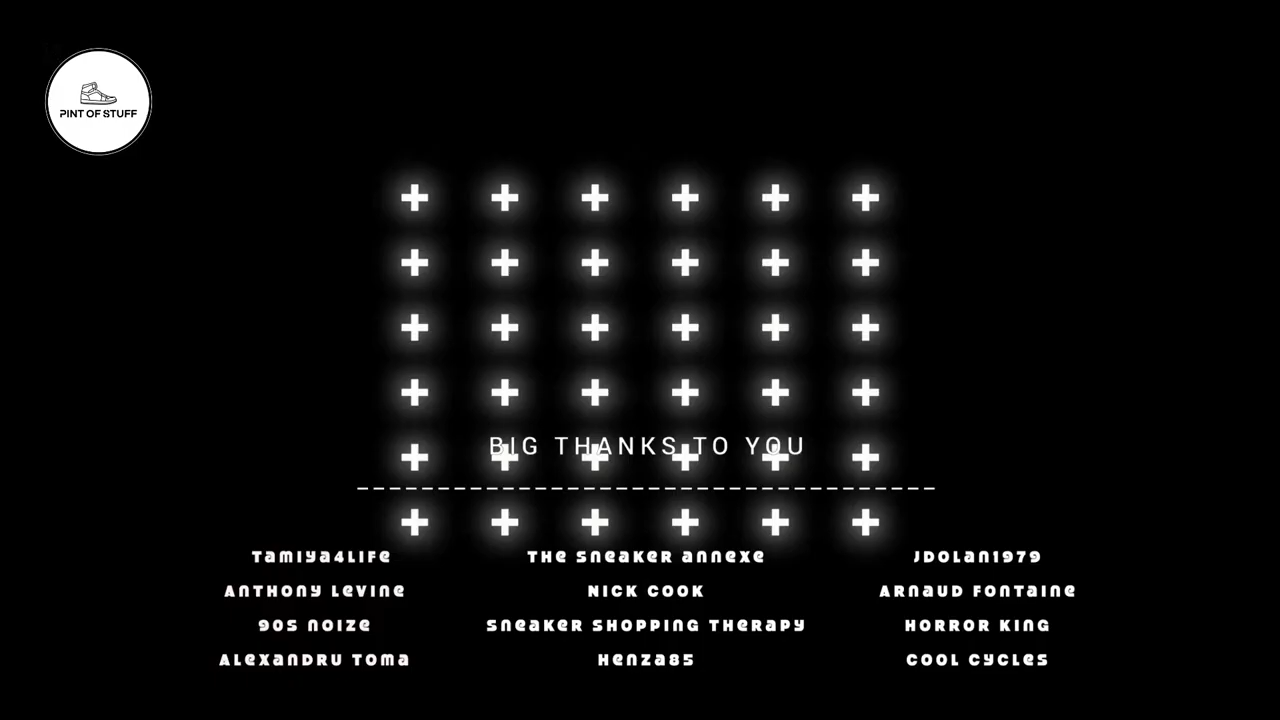 PINT OF STUFF
BIG THANKS TO YOU
Tamiya4Life THE Sneaker annexe JDolan1979
Anthony Levine NICK COOK Arnaud Fontaine
90s noize Sneaker SHOPPING THerapy HORROR KING
Alexandru Toma Henza85 COOL CYCLES